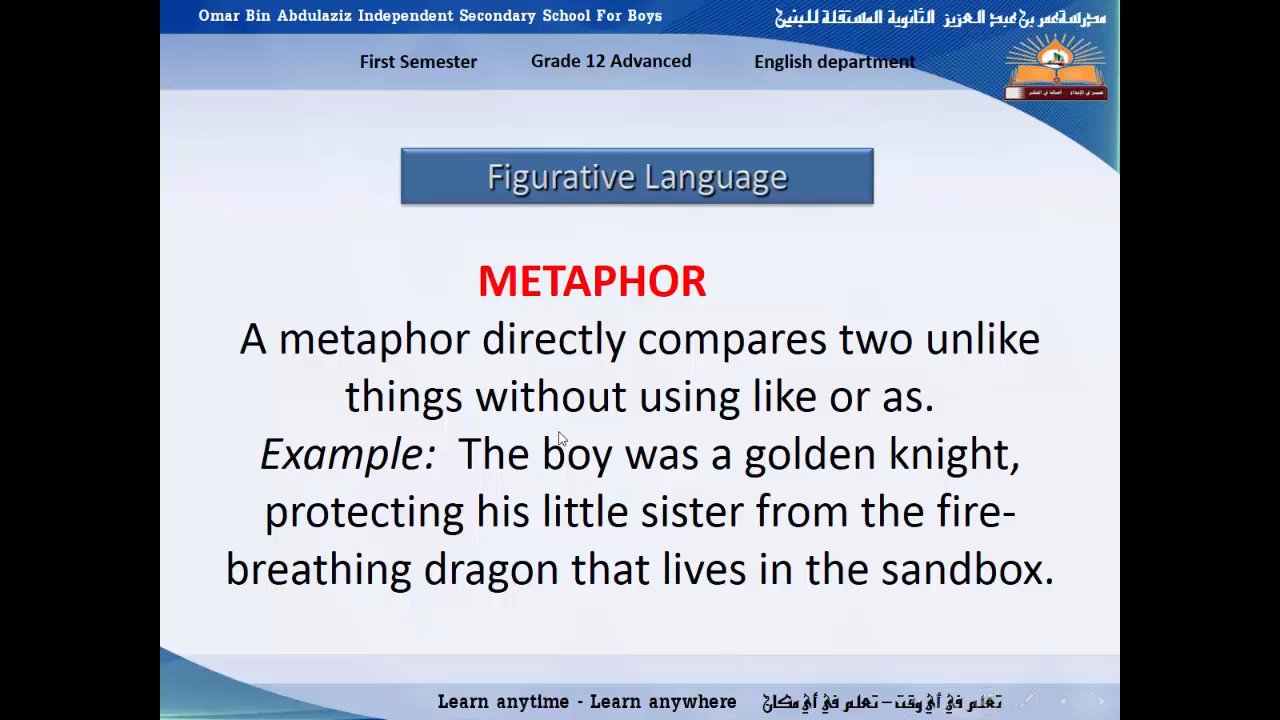 Omar Bin Abdulaziz Independent Secondary School For Boys
مدرسة عمر بن عبد العزيز الثانوية المستقلة للبنين
First Semester
Grade 12 Advanced
English department
Figurative Language
METAPHOR
A metaphor directly compares two unlike
things without using like or as.
Example: The boy was a golden knight,
protecting his little sister from the fire-
breathing dragon that lives in the sandbox.
Learn anytime - Learn anywhere
تعلم في أي وقت – تعلم في أي مكان